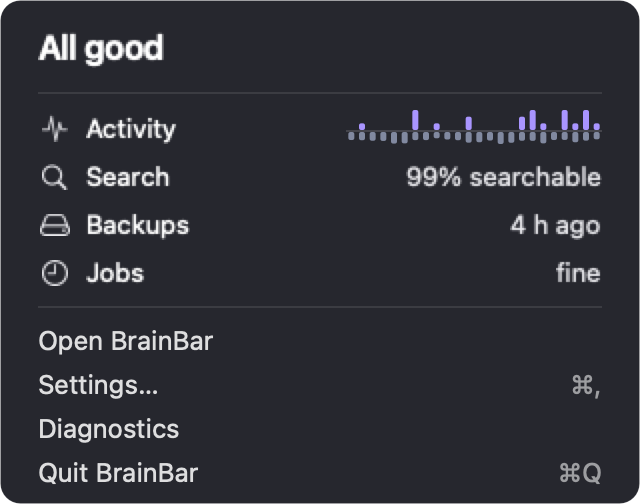 All good
Activity
Search 99% searchable
Backups 4 h ago
Jobs fine
Open BrainBar
Settings... ⌘,
Diagnostics
Quit BrainBar ⌘Q